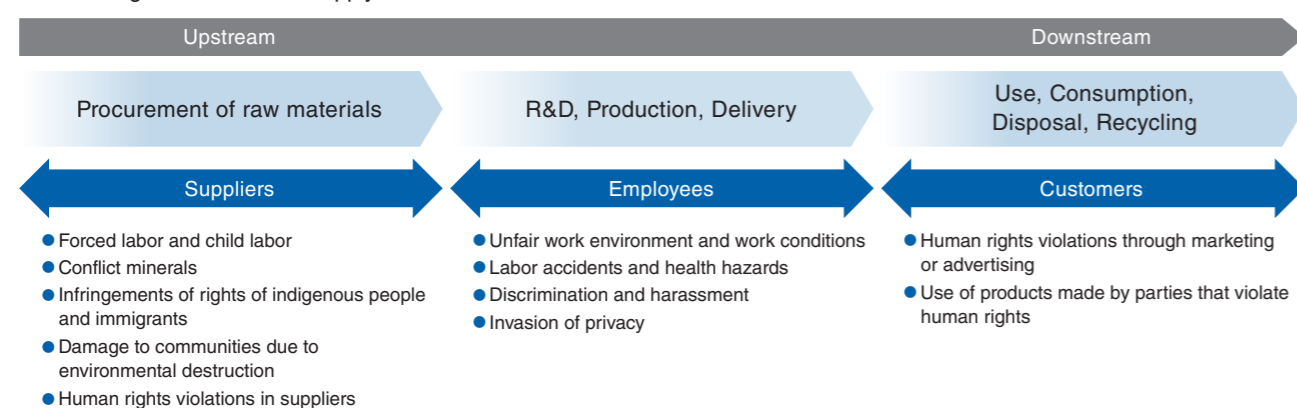 Upstream
Downstream
Procurement of raw materials
R&D, Production, Delivery
Use, Consumption,
Disposal, Recycling
Suppliers
Employees
Customers
● Forced labor and child labor
● Conflict minerals
● Infringements of rights of indigenous people
and immigrants
● Damage to communities due to
environmental destruction
● Human rights violations in suppliers
● Unfair work environment and work conditions
● Labor accidents and health hazards
● Discrimination and harassment
● Invasion of privacy
● Human rights violations through marketing
or advertising
● Use of products made by parties that violate
human rights